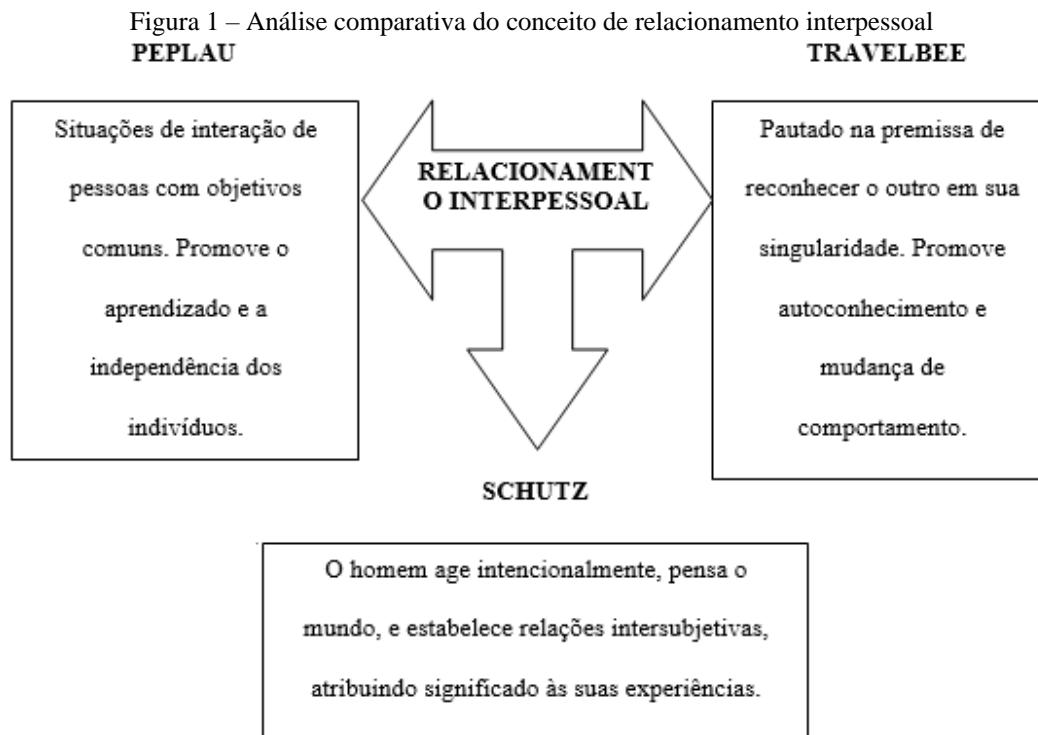 Figura 1 – Análise comparativa do conceito de relacionamento interpessoal
PEPLAU
Situações de interação de
pessoas com objetivos
comuns. Promove o
aprendizado e a
independência dos
indivíduos.
RELACIONAMENT
O INTERPESSOAL
TRAVELBEE
Pautado na premissa de
reconhecer o outro em sua
singularidade. Promove
autoconhecimento e
mudança de
comportamento.
SCHUTZ
O homem age intencionalmente, pensa o
mundo, e estabelece relações intersubjetivas,
atribuindo significado às suas experiências.